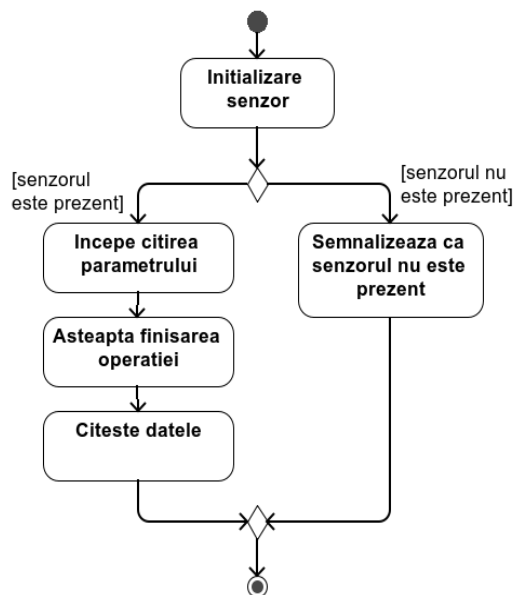 Initializare
senzor
[senzorul
este prezent]
[senzorul nu
este prezent]
Incepe citirea
parametrului
Semnalizeaza ca
senzorul nu este
prezent
Asteapta finisarea
operatiei
Citeste datele